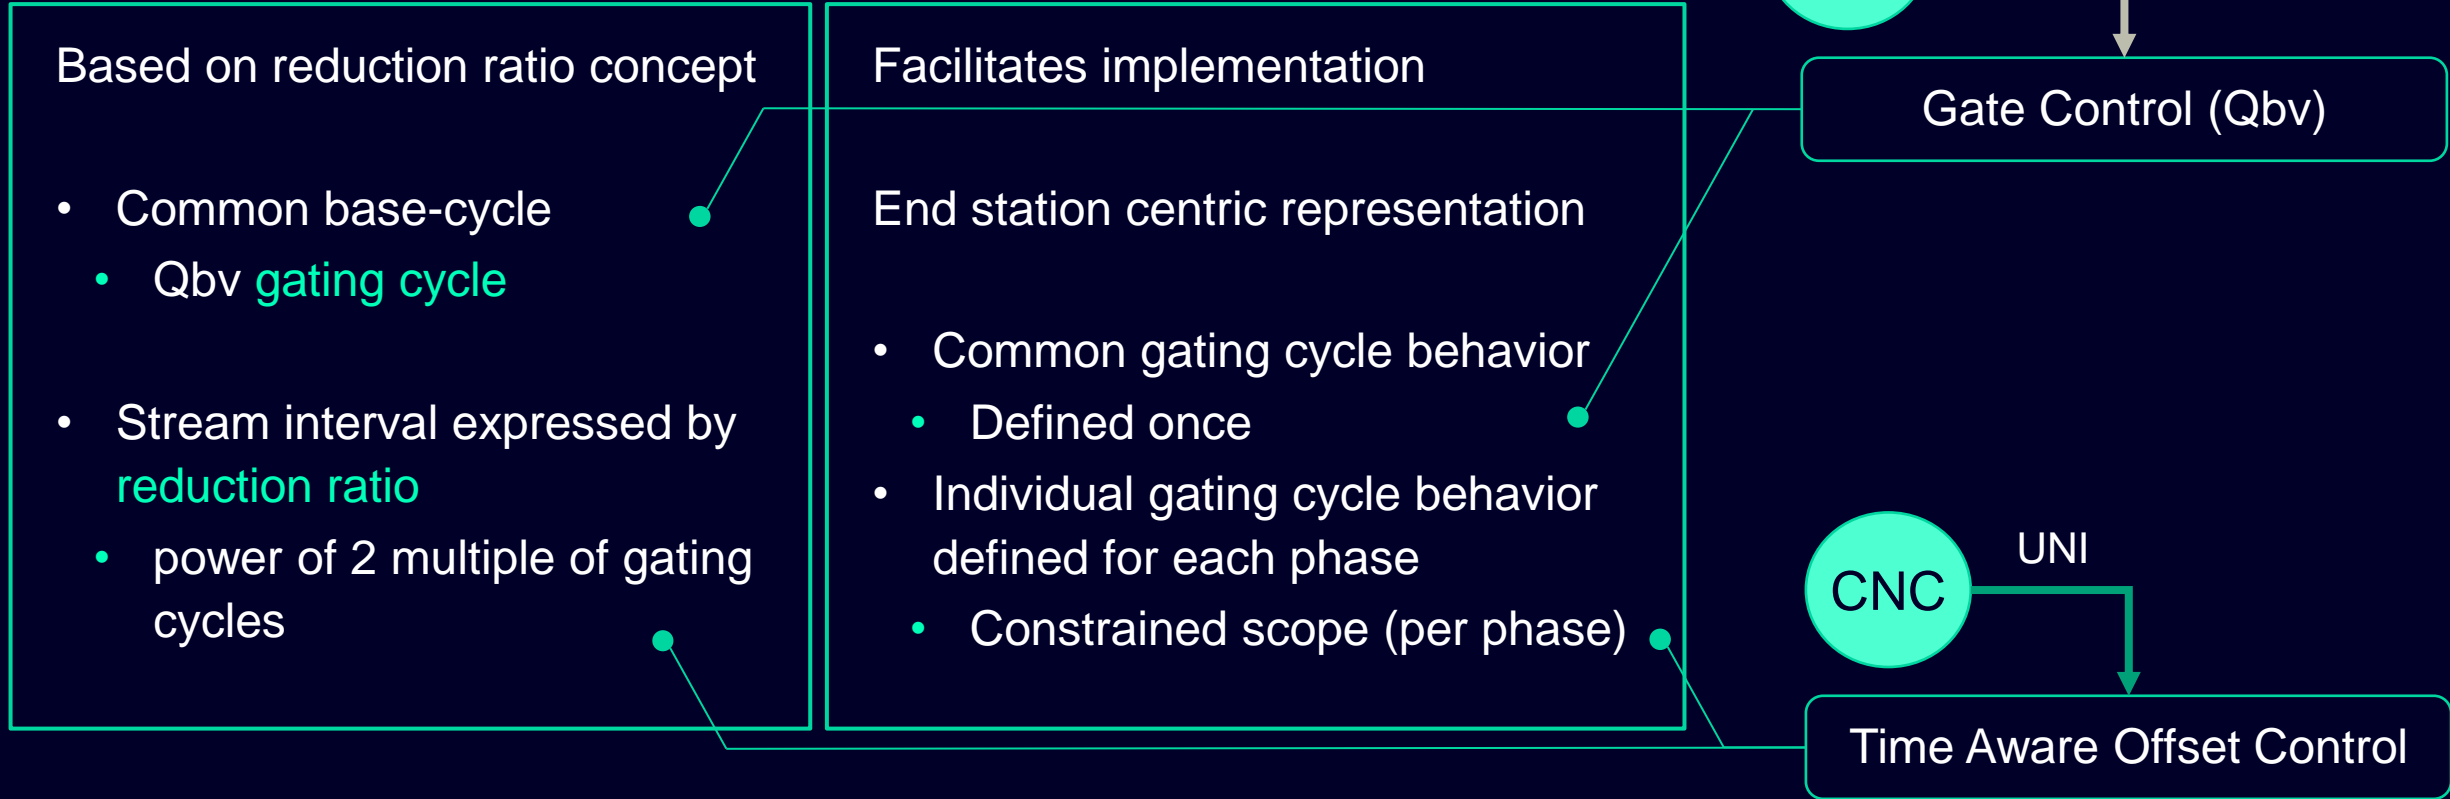 Based on reduction ratio concept
• Common base-cycle
• Qbv gating cycle
• Stream interval expressed by
reduction ratio
• power of 2 multiple of gating
cycles
Facilitates implementation
End station centric representation
• Common gating cycle behavior
• Defined once
• Individual gating cycle behavior
defined for each phase
• Constrained scope (per phase)
Gate Control (Qbv)
UNI
CNC
Time Aware Offset Control